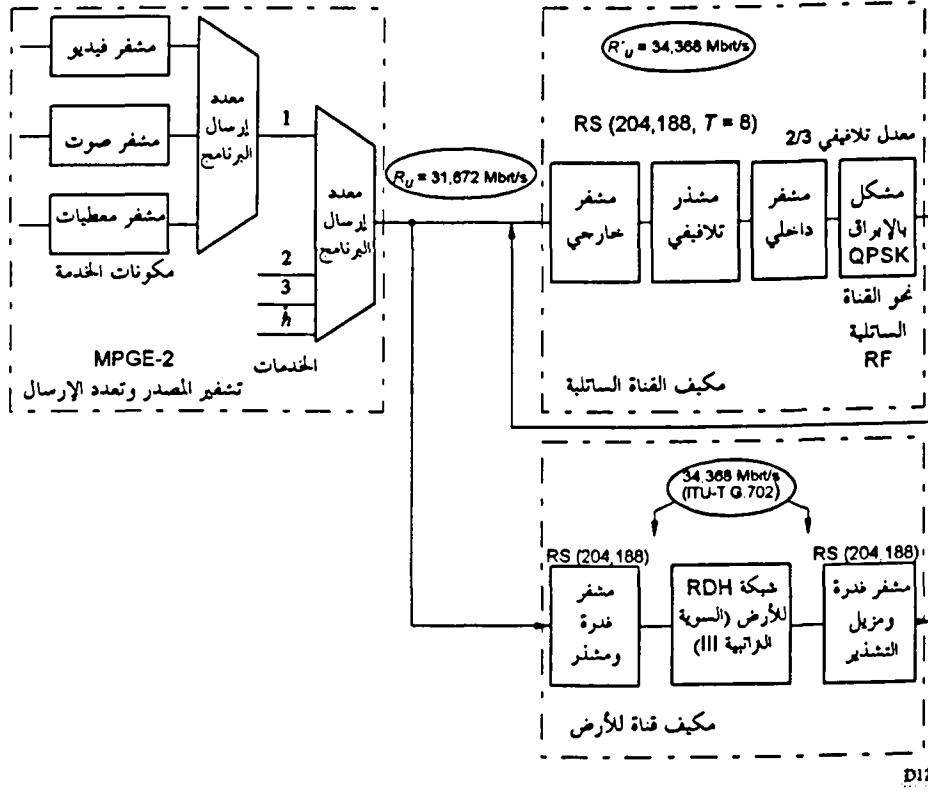 مشفر فيديو
مشفر صوت
مشفر معطيات
مكونات الخدمة
معدد
إرسال
البرنامج
1
2
3
معدد
إرسال
البرنامج
الخدمات
MPGE-2
تشفير المصدر وتعدد الإرسال
Ru = 31,672 Mbit/s
R'u = 34,368 Mbit/s
RS (204,188, T = 8)
معدل تلافيفي 2/3
مشفر
خارجي
مشذر
تلافيفي
مشفر
داخلي
مشكل
بالإبراق
QPSK
نحو القناة
الساتلية
RF
مكيف القناة الساتلية
34,368 Mbit/s
(ITU-T G.702)
RS (204,188)
مشفر
فدرة
ومشذر
شبكة RDH
للأرض (السوية
التراتبية III)
RS (204,188)
مشفر فدرة
ومزيل
التشذير
مكيف قناة للأرض
D12